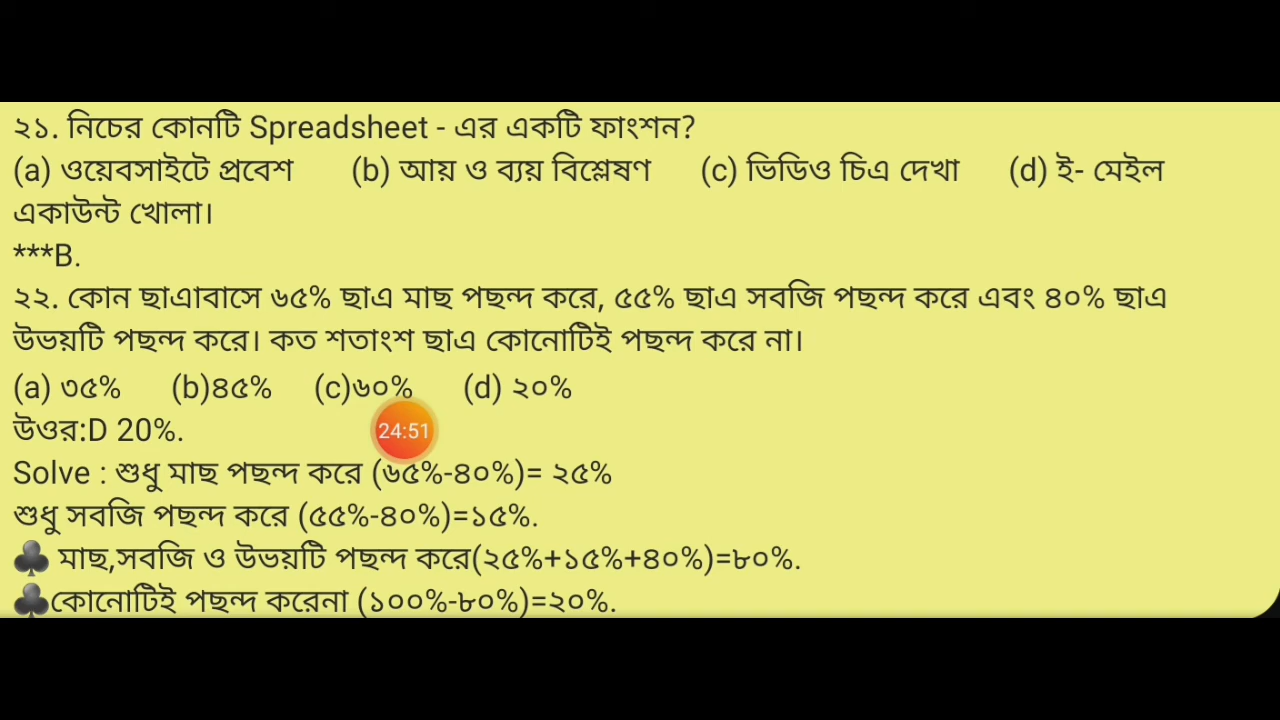 ২১. নিচের কোনটি Spreadsheet - এর একটি ফাংশন?
(a) ওয়েবসাইটে প্রবেশ (b) আয় ও ব্যয় বিশ্লেষণ (c) ভিডিও চিএ দেখা (d) ই- মেইল
একাউন্ট খোলা।
***B.
২২. কোন ছাএাবাসে ৬৫% ছাএ মাছ পছন্দ করে, ৫৫% ছাএ সবজি পছন্দ করে এবং ৪০% ছাএ
উভয়টি পছন্দ করে। কত শতাংশ ছাএ কোনোটিই পছন্দ করে না।
(a) ৩৫% (b)৪৫% (c)৬০% (d) ২০%
উওর:D 20%.
24:51
Solve : শুধু মাছ পছন্দ করে (৬৫%-৪০%)= ২৫%
শুধু সবজি পছন্দ করে (৫৫%-৪০%)=১৫%.
♣ মাছ,সবজি ও উভয়টি পছন্দ করে(২৫%+১৫%+৪০%)=৮০%.
♣কোনোটিই পছন্দ করেনা (১০০%-৮০%)=২০%.